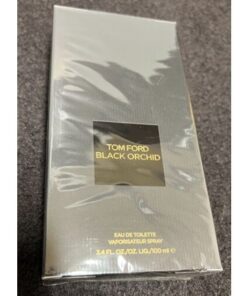 TOM FORD
BLACK ORCHID
EAU DE TOILETTE
VAPORISATEUR SPRAY
3.4 FL. OZ./OZ. LIQ./100 ml ℮